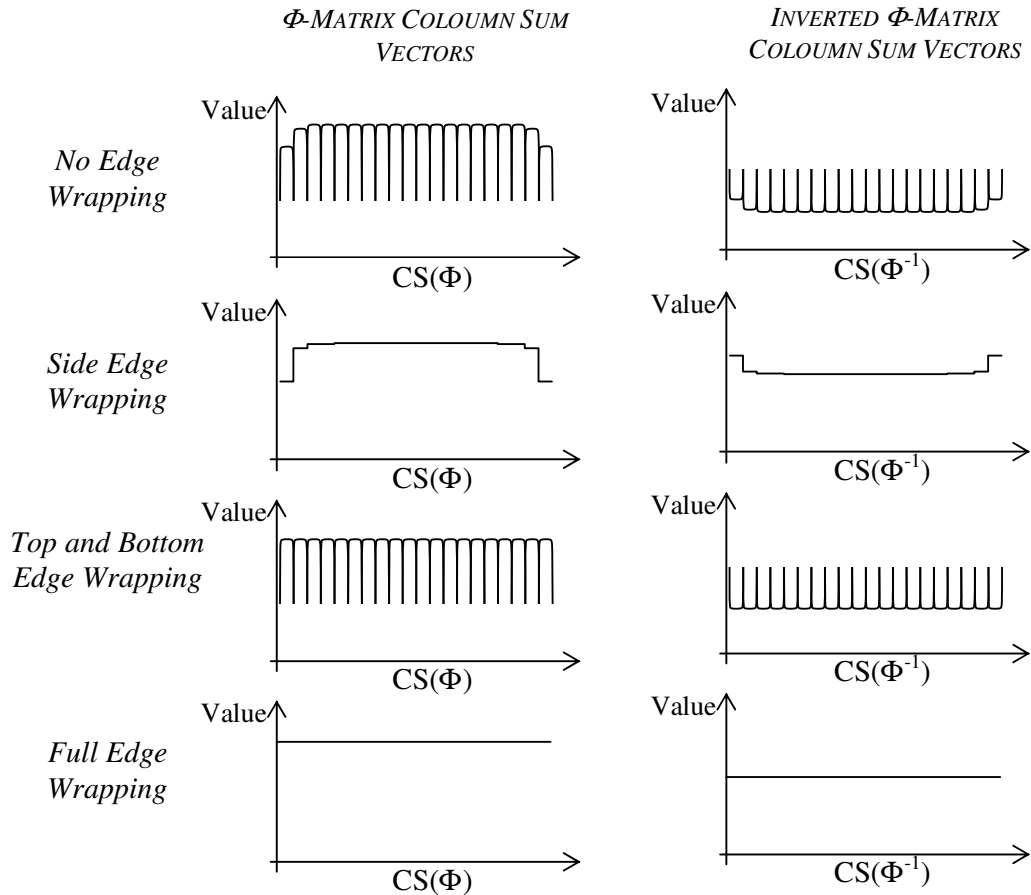 Φ-MATRIX COLOUMN SUM
VECTORS
INVERTED Φ-MATRIX
COLOUMN SUM VECTORS
No Edge
Wrapping
Value
CS(Φ)
Value
CS(Φ⁻¹)
Side Edge
Wrapping
Value
CS(Φ)
Value
CS(Φ⁻¹)
Top and Bottom
Edge Wrapping
Value
CS(Φ)
Value
CS(Φ⁻¹)
Full Edge
Wrapping
Value
CS(Φ)
Value
CS(Φ⁻¹)